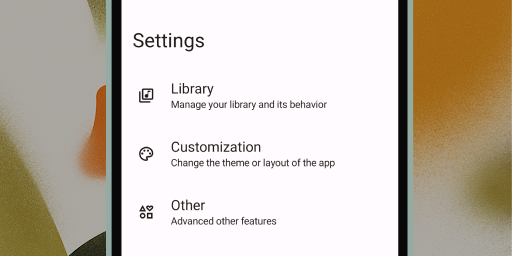 Settings
Library
Manage your library and its behavior
Customization
Change the theme or layout of the app
Other
Advanced other features